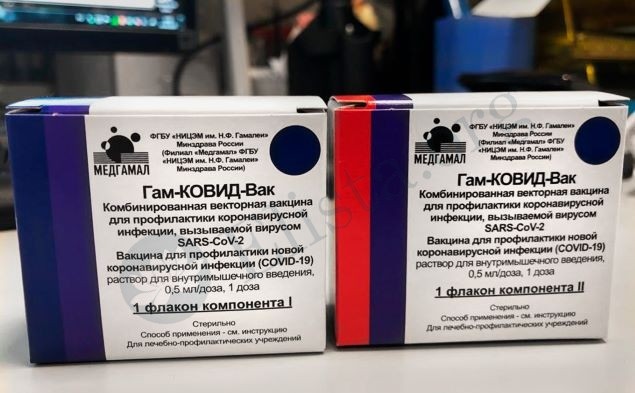 ФГБУ «НИЦЭМ им. Н.Ф. Гамалеи»
Минздрава России
(Филиал «Медгамал» ФГБУ
«НИЦЭМ им. Н.Ф. Гамалеи»
Минздрава России)
МЕДГАМАЛ
Гам-КОВИД-Вак
Комбинированная векторная вакцина
для профилактики коронавирусной
инфекции, вызываемой вирусом
SARS-CoV-2
Вакцина для профилактики новой
коронавирусной инфекции (COVID-19)
раствор для внутримышечного введения,
0,5 мл/доза, 1 доза
1 флакон компонента I
Стерильно
Способ применения - см. инструкцию
Для лечебно-профилактических учреждений
ФГБУ «НИЦЭМ им. Н.Ф. Гамалеи»
Минздрава России
(Филиал «Медгамал» ФГБУ
«НИЦЭМ им. Н.Ф. Гамалеи»
Минздрава России)
МЕДГАМАЛ
Гам-КОВИД-Вак
Комбинированная векторная вакцина
для профилактики коронавирусной
инфекции, вызываемой вирусом
SARS-CoV-2
Вакцина для профилактики новой
коронавирусной инфекции (COVID-19)
раствор для внутримышечного введения,
0,5 мл/доза, 1 доза
1 флакон компонента II
Стерильно
Способ применения - см. инструкцию
Для лечебно-профилактических учреждений